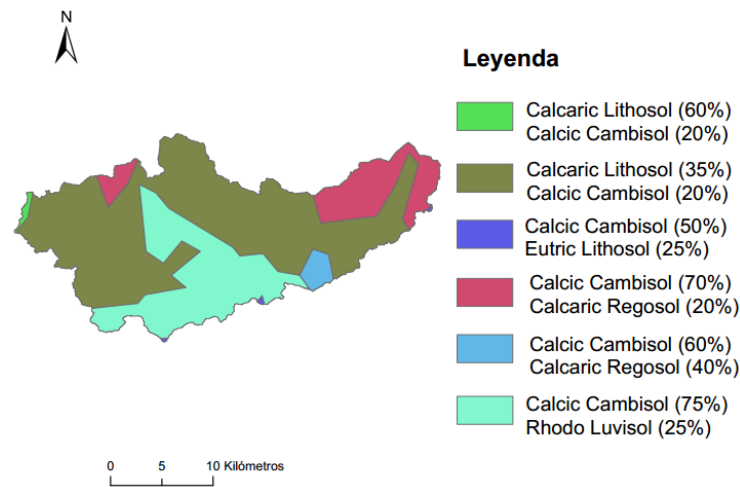 N
Leyenda
Calcaric Lithosol (60%)
Calcic Cambisol (20%)
Calcaric Lithosol (35%)
Calcic Cambisol (20%)
Calcic Cambisol (50%)
Eutric Lithosol (25%)
Calcic Cambisol (70%)
Calcaric Regosol (20%)
Calcic Cambisol (60%)
Calcaric Regosol (40%)
Calcic Cambisol (75%)
Rhodo Luvisol (25%)
0 5 10 Kilómetros